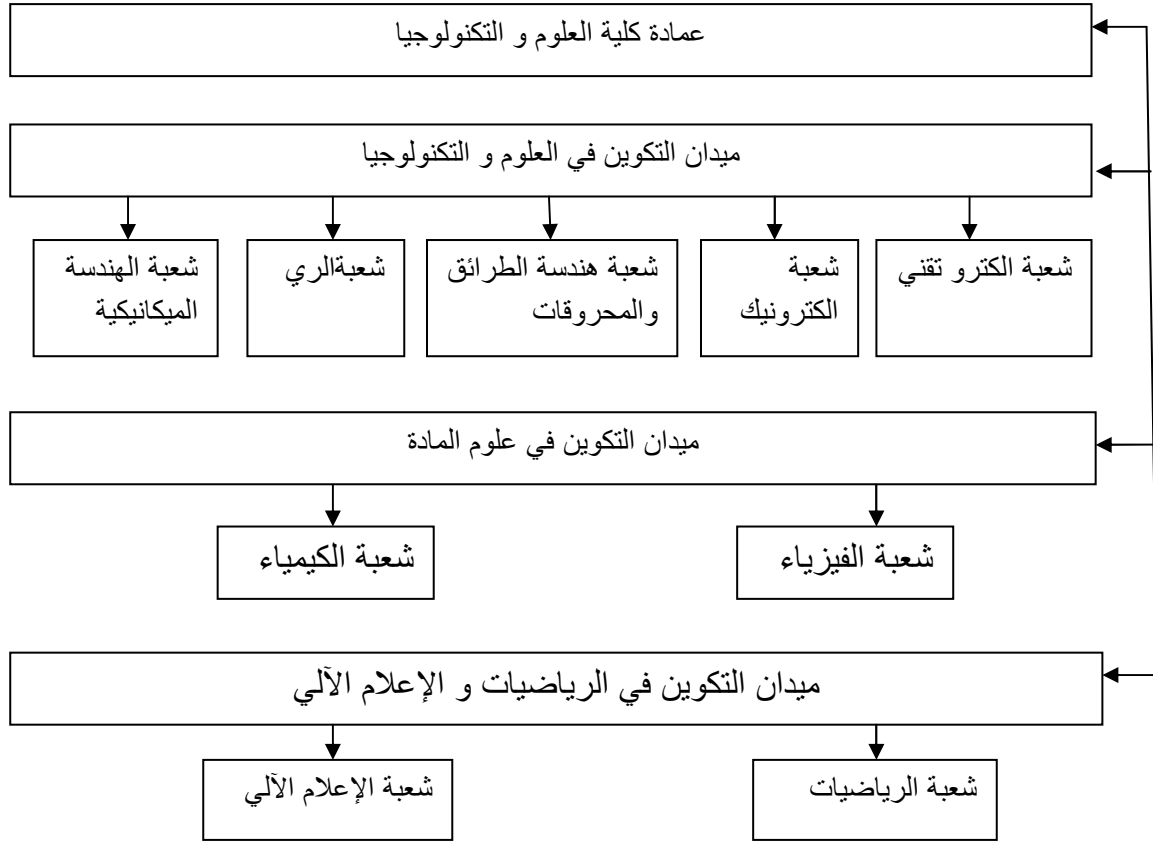 عمادة كلية العلوم و التكنولوجيا
ميدان التكوين في العلوم و التكنولوجيا
شعبة الكترو تقني
شعبة
الكترونيك
شعبة هندسة الطرائق
والمحروقات
شعبةالري
شعبة الهندسة
الميكانيكية
ميدان التكوين في علوم المادة
شعبة الفيزياء
شعبة الكيمياء
ميدان التكوين في الرياضيات و الإعلام الآلي
شعبة الرياضيات
شعبة الإعلام الآلي